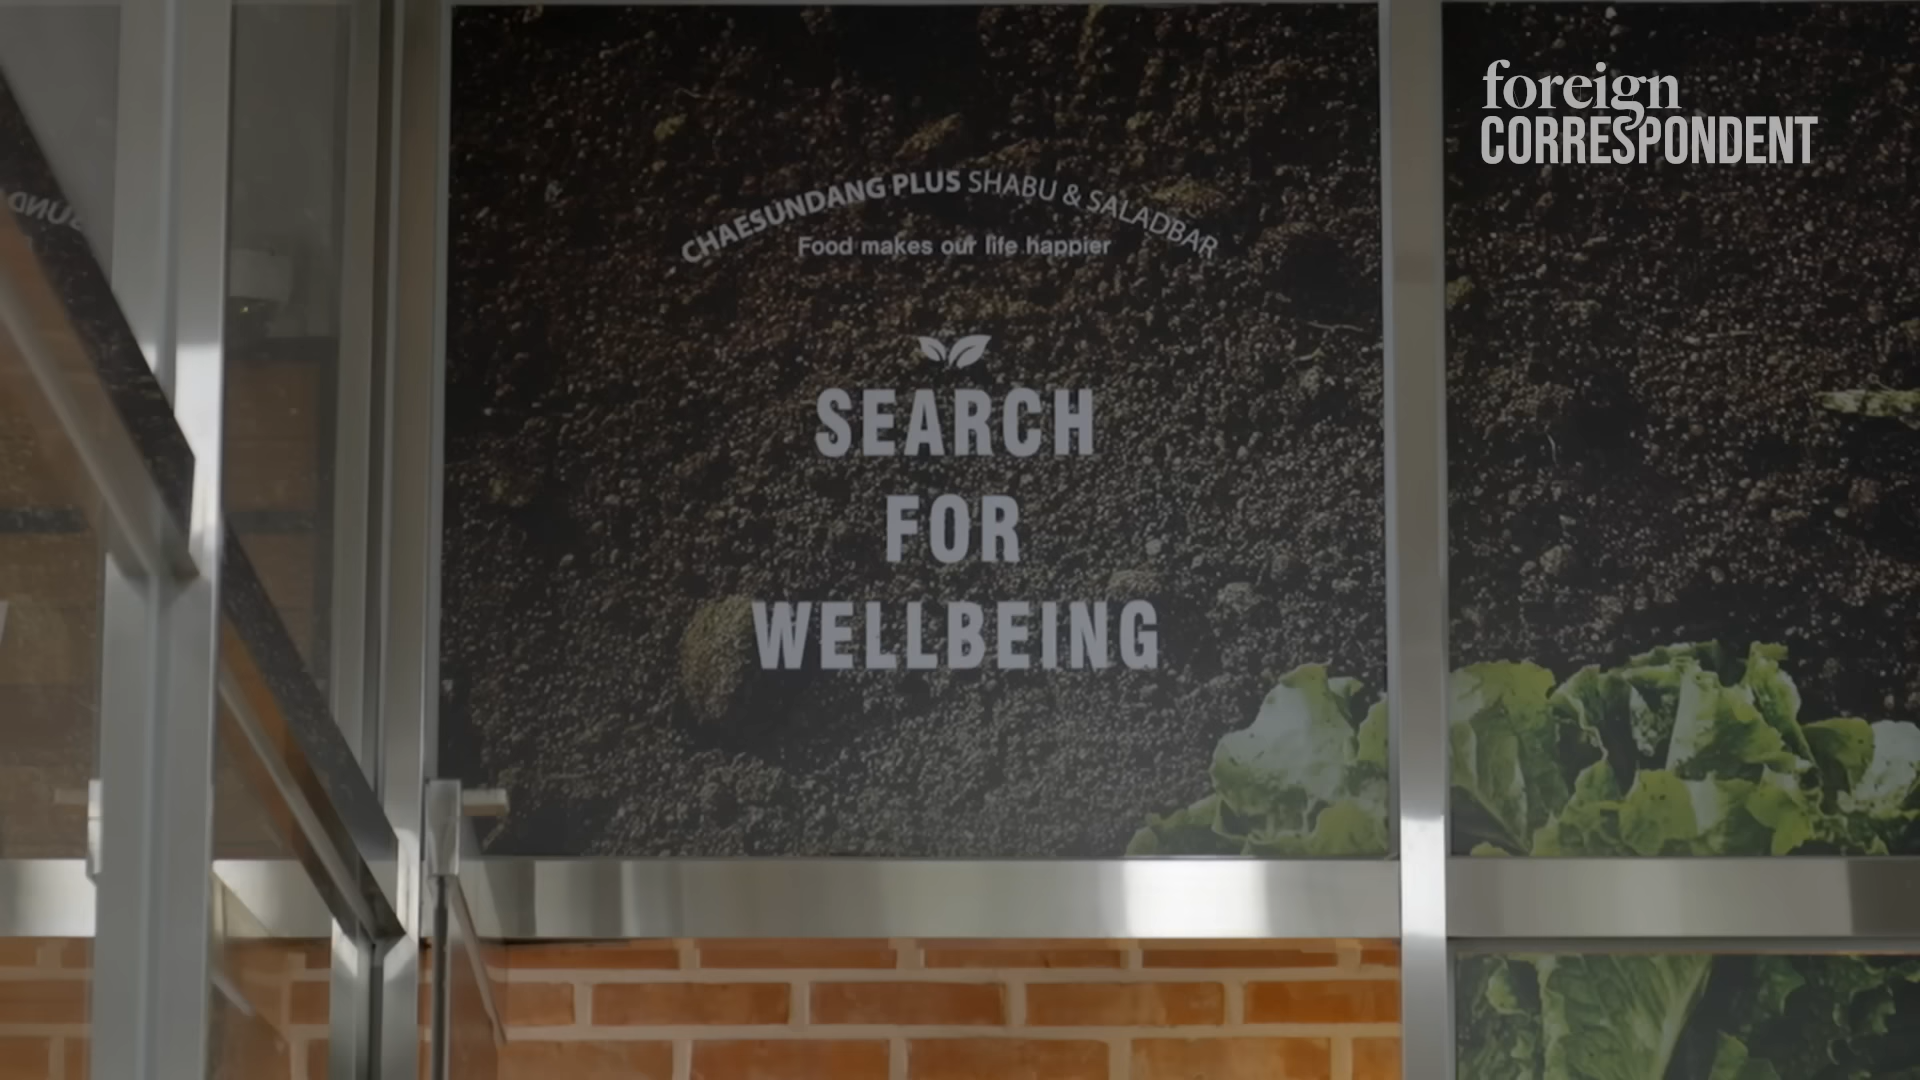 foreign
CORRESPONDENT
CHAESUNDANG PLUS SHABU & SALADBAR
Food makes our life happier
SEARCH
FOR
WELLBEING